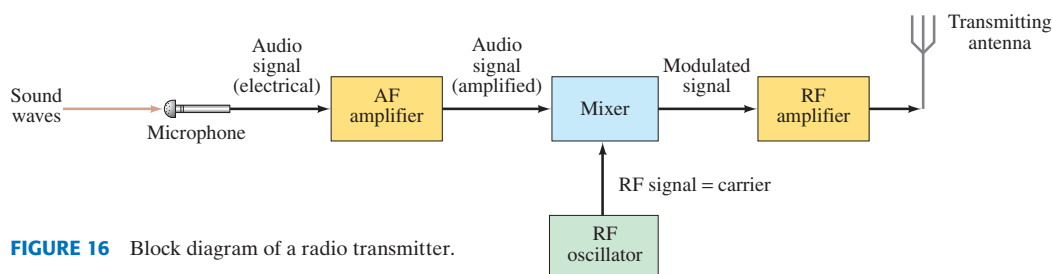 Transmitting
antenna
Audio
signal
(electrical)
Audio
signal
(amplified)
Modulated
signal
Sound
waves
Microphone
AF
amplifier
Mixer
RF
amplifier
RF signal = carrier
RF
oscillator
FIGURE 16 Block diagram of a radio transmitter.